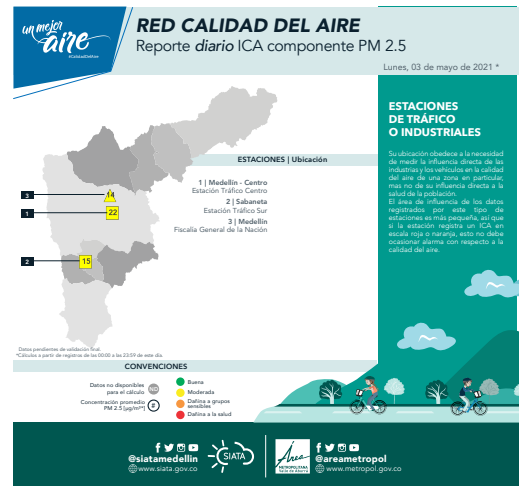 un mejor
aire
#CalidadDelAire
RED CALIDAD DEL AIRE
Reporte diario ICA componente PM 2.5
Lunes, 03 de mayo de 2021 *
ESTACIONES | Ubicación
1 | Medellín - Centro
Estación Tráfico Centro
2 | Sabaneta
Estación Tráfico Sur
3 | Medellín
Fiscalia General de la Nación
3
14
1
22
2
15
ESTACIONES
DE TRÁFICO
O INDUSTRIALES
Su ubicación obedece a la necesidad
de medir la influencia directa de las
industrias y los vehículos en la calidad
del aire de una zona en particular,
mas no de su influencia directa a la
salud de la población.
El área de influencia de los datos
registrados por este tipo de
estaciones es más pequeña, así que
si la estación registra un ICA en
escala roja o naranja, esto no debe
ocasionar alarma con respecto a la
calidad del aire.
Datos pendientes de validación final.
*Cálculos a partir de registros de las 00:00 a las 23:59 de este día.
CONVENCIONES
Datos no disponibles
para el cálculo
ND
Concentración promedio
PM 2.5 [µg/m³*]
#
Buena
Moderada
Dañina a grupos
sensibles
Dañina a la salud
@siatamedellin
www.siata.gov.co
SIATA
Área
METROPOLITANA
Valle de Aburrá
@areametropol
www.metropol.gov.co